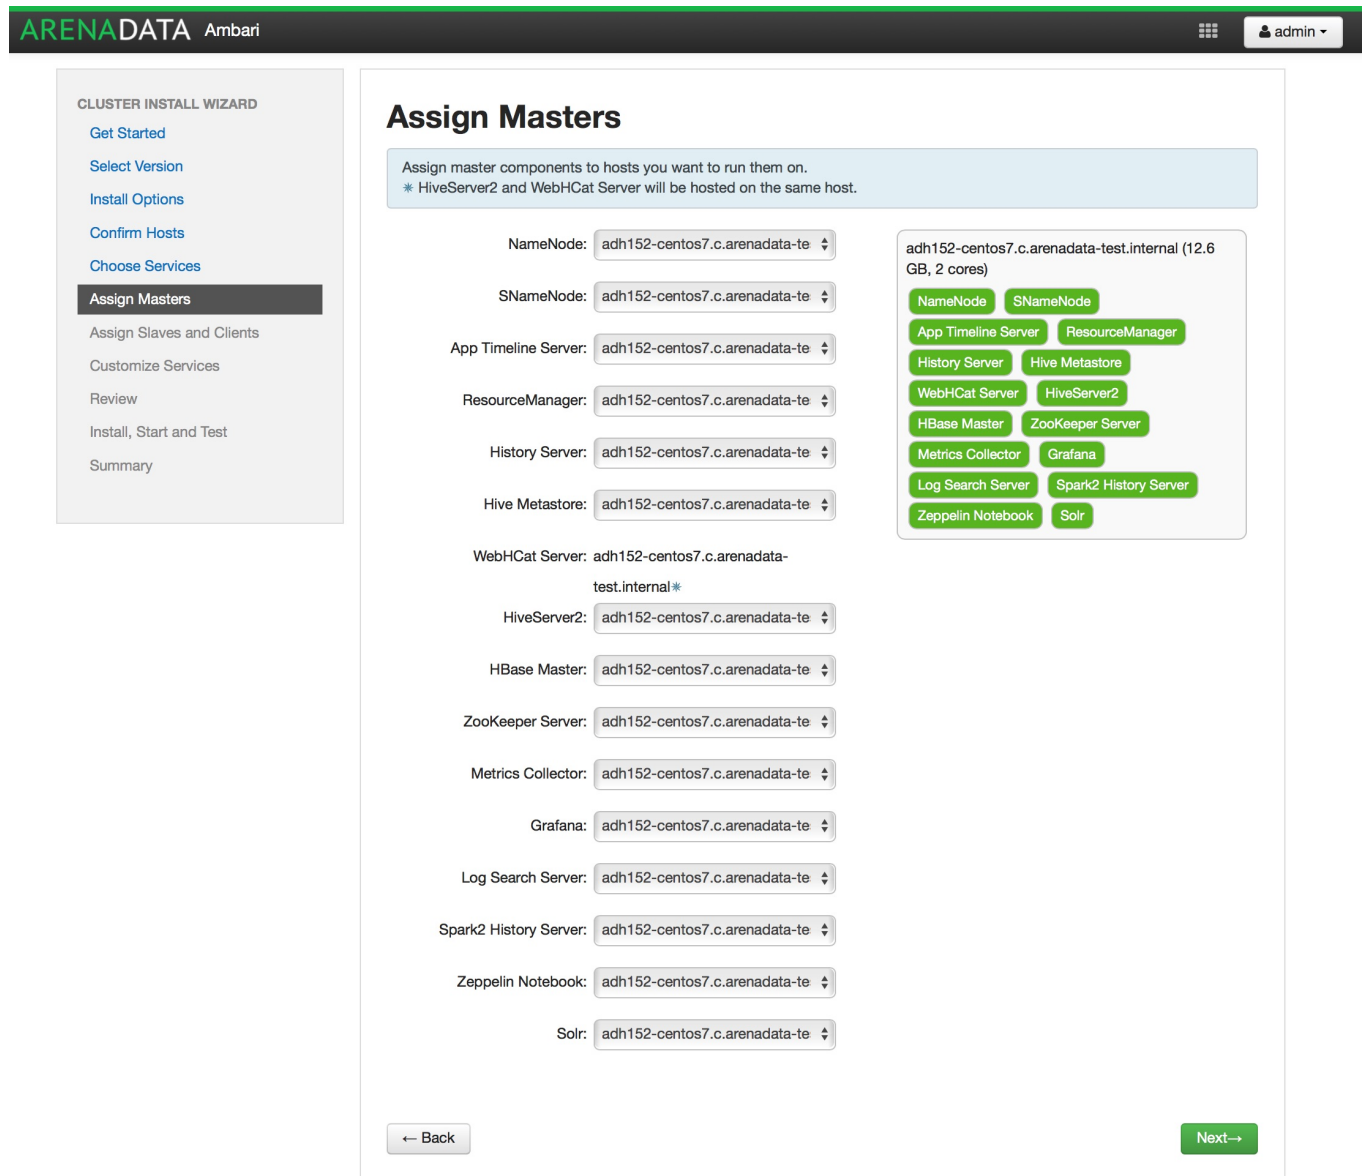 ARENADATA Ambari
admin
CLUSTER INSTALL WIZARD
Get Started
Select Version
Install Options
Confirm Hosts
Choose Services
Assign Masters
Assign Slaves and Clients
Customize Services
Review
Install, Start and Test
Summary
Assign Masters
Assign master components to hosts you want to run them on.
✷ HiveServer2 and WebHCat Server will be hosted on the same host.
NameNode: adh152-centos7.c.arenadata-te
SNameNode: adh152-centos7.c.arenadata-te
App Timeline Server: adh152-centos7.c.arenadata-te
ResourceManager: adh152-centos7.c.arenadata-te
History Server: adh152-centos7.c.arenadata-te
Hive Metastore: adh152-centos7.c.arenadata-te
WebHCat Server: adh152-centos7.c.arenadata-
test.internal✷
HiveServer2: adh152-centos7.c.arenadata-te
HBase Master: adh152-centos7.c.arenadata-te
ZooKeeper Server: adh152-centos7.c.arenadata-te
Metrics Collector: adh152-centos7.c.arenadata-te
Grafana: adh152-centos7.c.arenadata-te
Log Search Server: adh152-centos7.c.arenadata-te
Spark2 History Server: adh152-centos7.c.arenadata-te
Zeppelin Notebook: adh152-centos7.c.arenadata-te
Solr: adh152-centos7.c.arenadata-te
adh152-centos7.c.arenadata-test.internal (12.6
GB, 2 cores)
NameNode SNameNode
App Timeline Server ResourceManager
History Server Hive Metastore
WebHCat Server HiveServer2
HBase Master ZooKeeper Server
Metrics Collector Grafana
Log Search Server Spark2 History Server
Zeppelin Notebook Solr
← Back
Next→